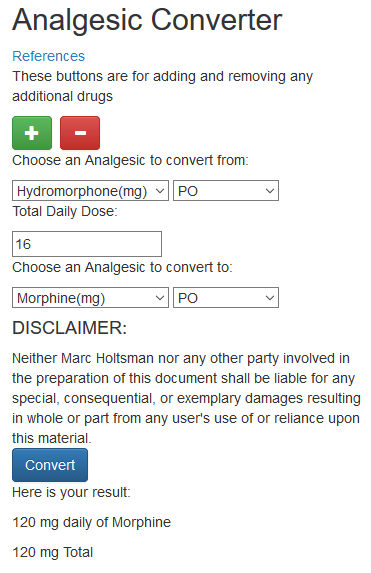 Analgesic Converter
References
These buttons are for adding and removing any
additional drugs
+ -
Choose an Analgesic to convert from:
Hydromorphone(mg) PO
Total Daily Dose:
16
Choose an Analgesic to convert to:
Morphine(mg) PO
DISCLAIMER:
Neither Marc Holtsman nor any other party involved in
the preparation of this document shall be liable for any
special, consequential, or exemplary damages resulting
in whole or part from any user's use of or reliance upon
this material.
Convert
Here is your result:
120 mg daily of Morphine
120 mg Total